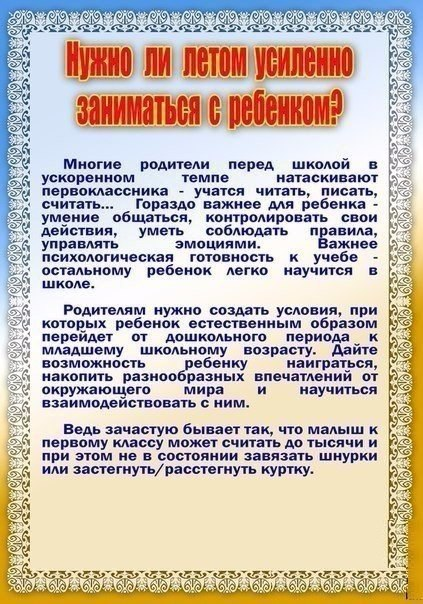 Нужно ли летом усиленно
заниматься с ребенком?
Многие родители перед школой в
ускоренном темпе натаскивают
первоклассника - учатся читать, писать,
считать... Гораздо важнее для ребенка -
умение общаться, контролировать свои
действия, уметь соблюдать правила,
управлять эмоциями. Важнее
психологическая готовность к учебе -
остальному ребенок легко научится в
школе.
Родителям нужно создать условия, при
которых ребенок естественным образом
перейдет от дошкольного периода к
младшему школьному возрасту. Дайте
возможность ребенку наиграться,
накопить разнообразных впечатлений от
окружающего мира и научиться
взаимодействовать с ним.
Ведь зачастую бывает так, что малыш к
первому классу может считать до тысячи и
при этом не в состоянии завязать шнурки
или застегнуть/расстегнуть куртку.